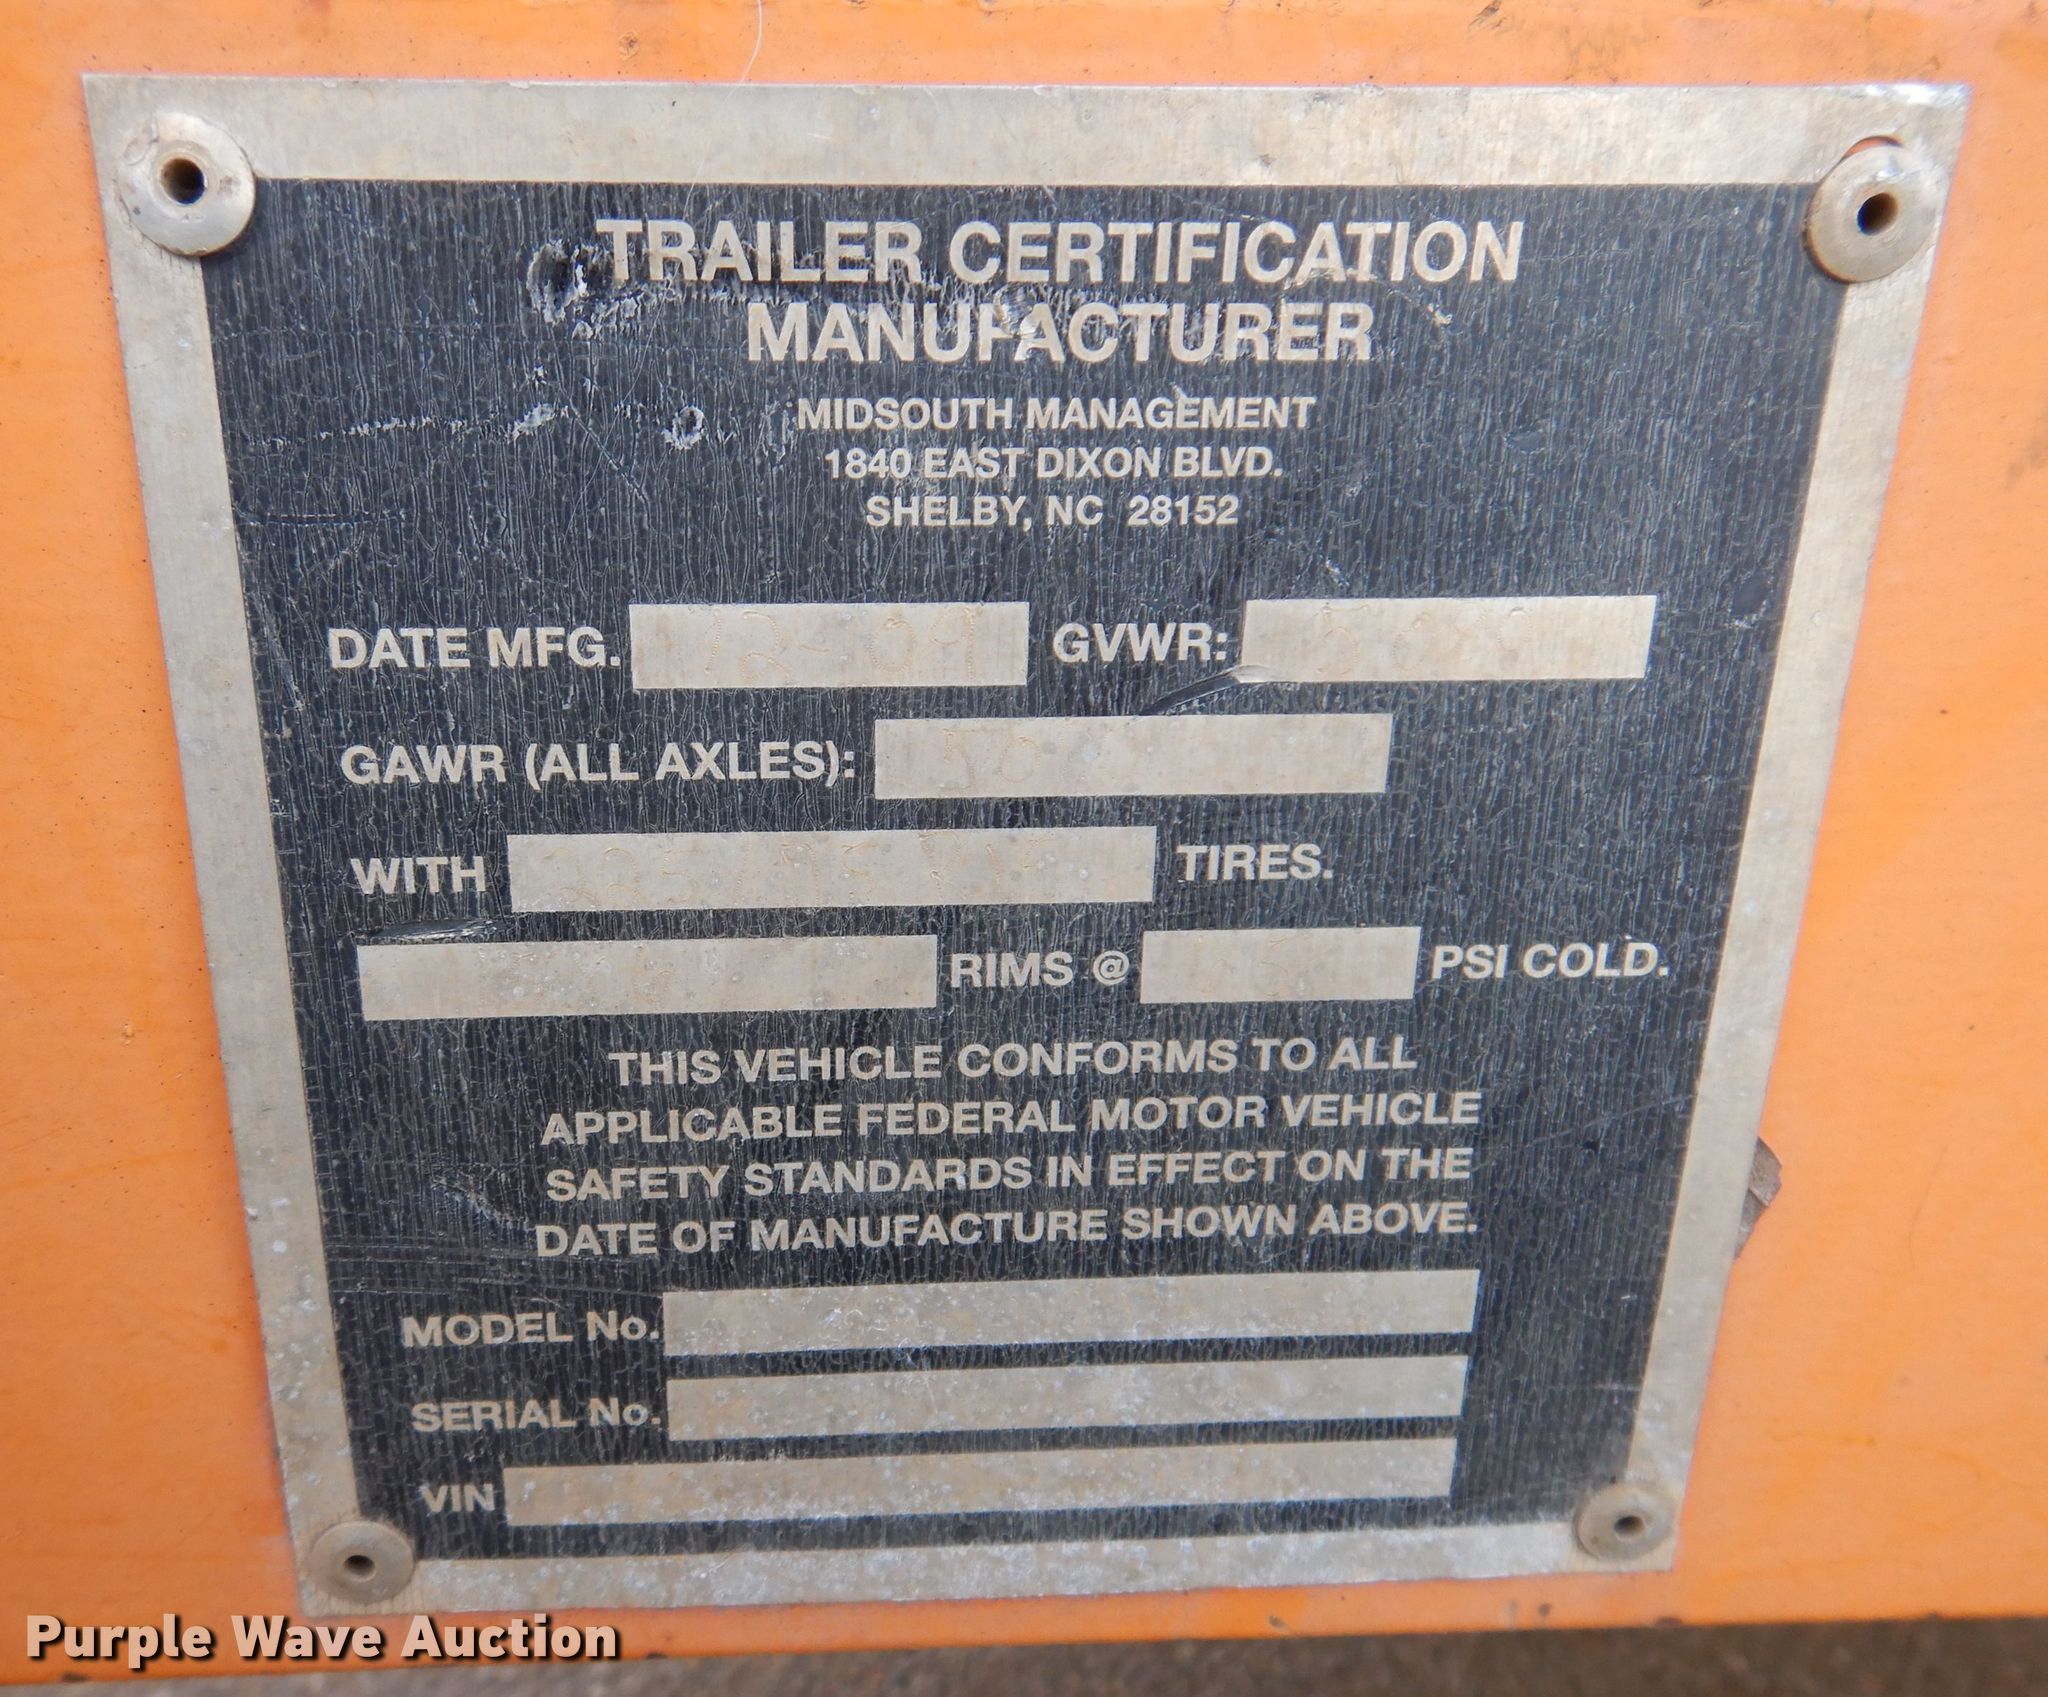 TRAILER CERTIFICATION
MANUFACTURER
MIDSOUTH MANAGEMENT
1840 EAST DIXON BLVD.
SHELBY, NC 28152
DATE MFG. 12-09 GVWR:
GAWR (ALL AXLES):
WITH TIRES.
RIMS @ PSI COLD.
THIS VEHICLE CONFORMS TO ALL
APPLICABLE FEDERAL MOTOR VEHICLE
SAFETY STANDARDS IN EFFECT ON THE
DATE OF MANUFACTURE SHOWN ABOVE.
MODEL No.
SERIAL No.
VIN
Purple Wave Auction